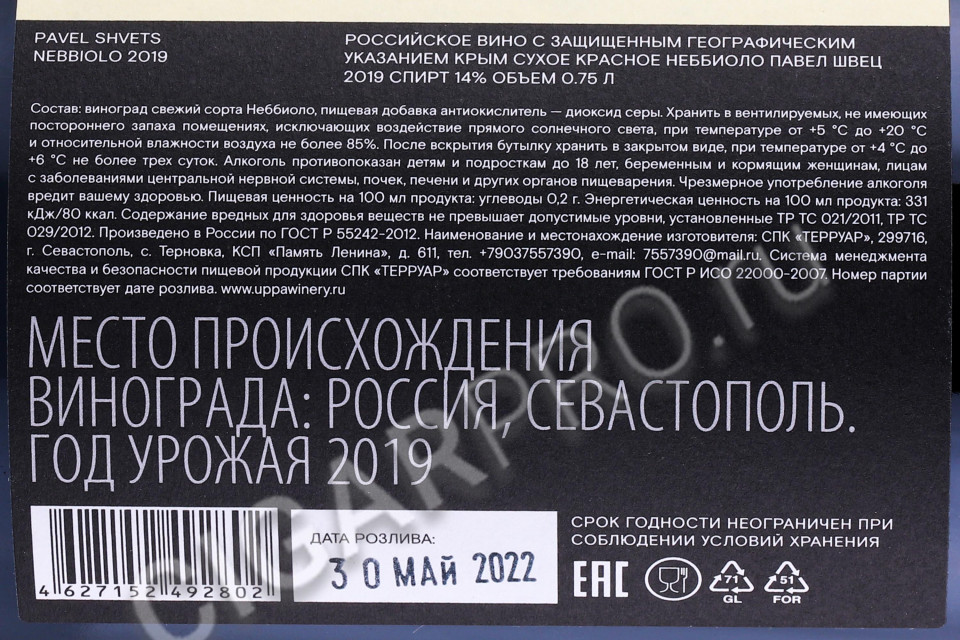 PAVEL SHVETS
NEBBIOLO 2019
РОССИЙСКОЕ ВИНО С ЗАЩИЩЕННЫМ ГЕОГРАФИЧЕСКИМ
УКАЗАНИЕМ КРЫМ СУХОЕ КРАСНОЕ НЕББИОЛО ПАВЕЛ ШВЕЦ
2019 СПИРТ 14% ОБЪЕМ 0.75 Л
Состав: виноград свежий сорта Неббиоло, пищевая добавка антиокислитель — диоксид серы. Хранить в вентилируемых, не имеющих
постороннего запаха помещениях, исключающих воздействие прямого солнечного света, при температуре от +5 °С до +20 °С
и относительной влажности воздуха не более 85%. После вскрытия бутылку хранить в закрытом виде, при температуре от +4 °С до
+6 °С не более трех суток. Алкоголь противопоказан детям и подросткам до 18 лет, беременным и кормящим женщинам, лицам
с заболеваниями центральной нервной системы, почек, печени и других органов пищеварения. Чрезмерное употребление алкоголя
вредит вашему здоровью. Пищевая ценность на 100 мл продукта: углеводы 0,2 г. Энергетическая ценность на 100 мл продукта: 331
кДж/80 ккал. Содержание вредных для здоровья веществ не превышает допустимые уровни, установленные ТР ТС 021/2011, ТР ТС
029/2012. Произведено в России по ГОСТ Р 55242-2012. Наименование и местонахождение изготовителя: СПК «ТЕРРУАР», 299716,
г. Севастополь, с. Терновка, КСП «Память Ленина», д. 611, тел. +79037557390, e-mail: 7557390@mail.ru. Система менеджмента
качества и безопасности пищевой продукции СПК «ТЕРРУАР» соответствует требованиям ГОСТ Р ИСО 22000-2007. Номер партии
соответствует дате розлива. www.uppawinery.ru
МЕСТО ПРОИСХОЖДЕНИЯ
ВИНОГРАДА: РОССИЯ, СЕВАСТОПОЛЬ.
ГОД УРОЖАЯ 2019
4 627152 492802
ДАТА РОЗЛИВА:
30 МАЙ 2022
СРОК ГОДНОСТИ НЕОГРАНИЧЕН ПРИ
СОБЛЮДЕНИИ УСЛОВИЙ ХРАНЕНИЯ
EAC
71
GL
51
FOR
CIGARPRO.ru